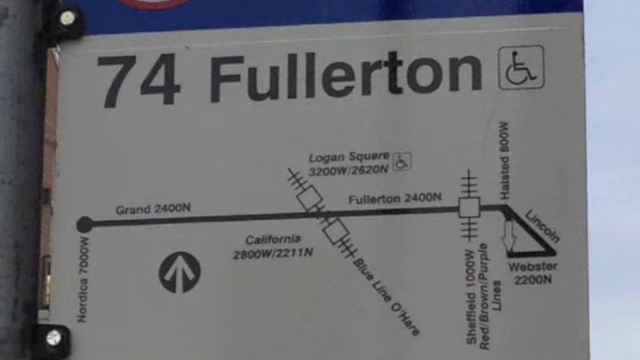 74 Fullerton
Logan Square
3200W/2620N
Halsted 800W
Grand 2400N
Fullerton 2400N
Lincoln
California
2800W/2211N
Nordica 7000W
Blue Line O'Hare
Sheffield 1000W
Red/Brown/Purple
Lines
Webster
2200N